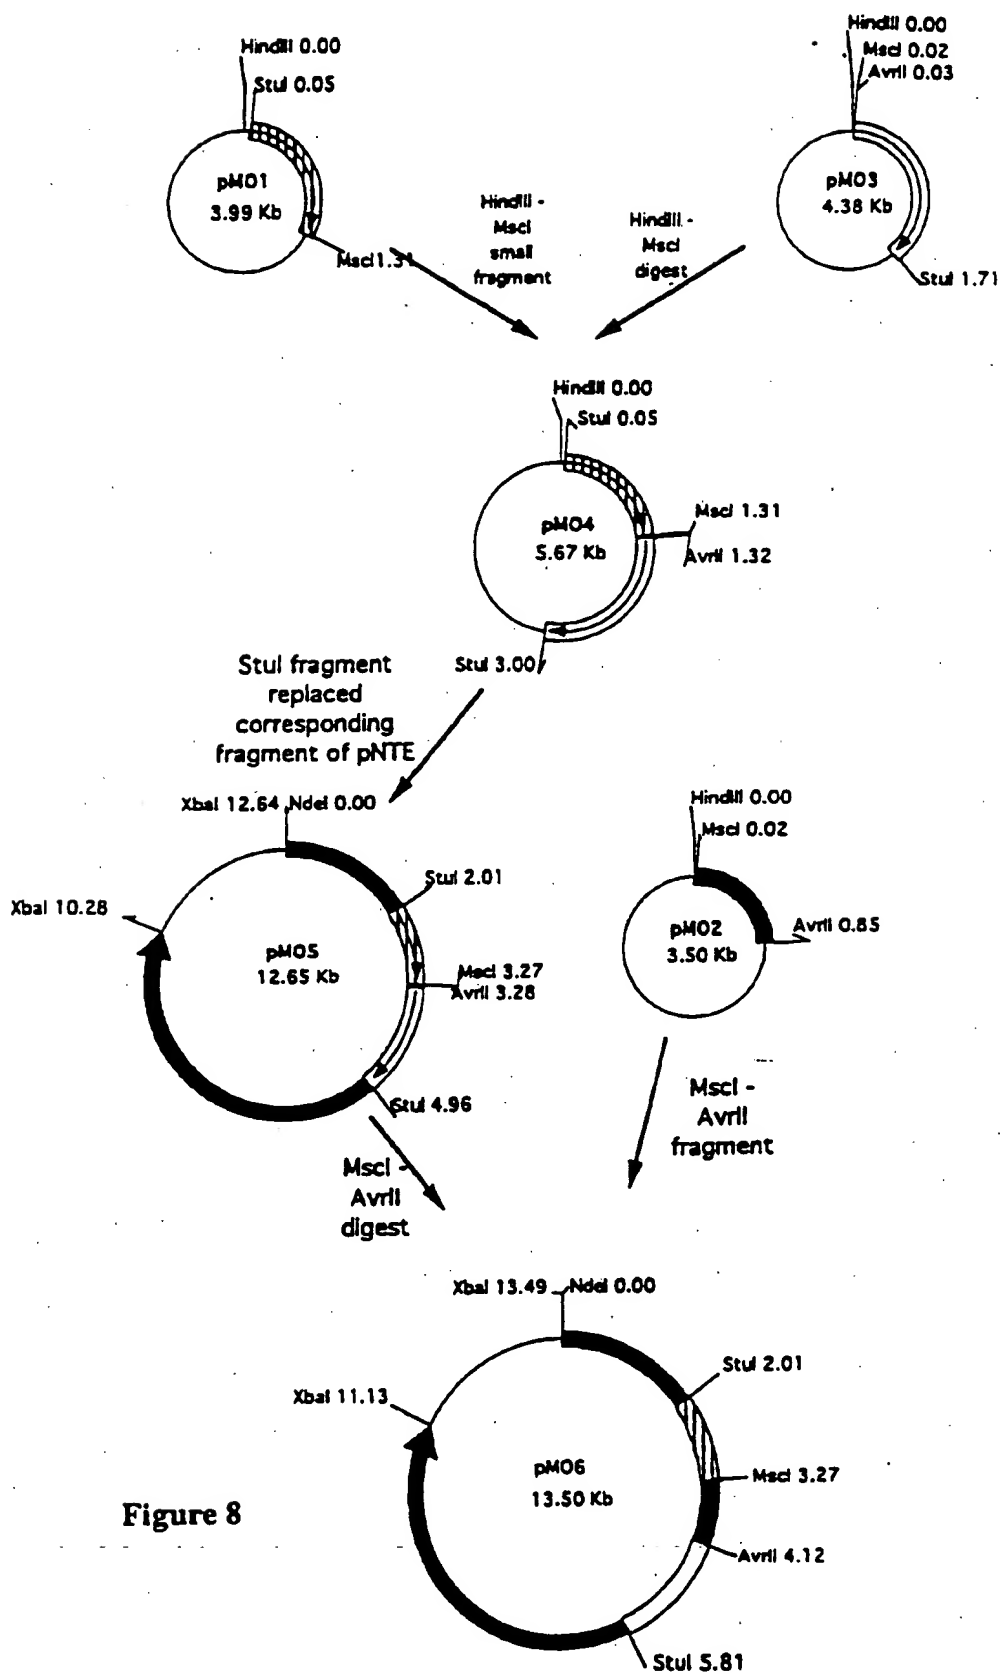 HindIII 0.00
StuI 0.05
pMO1
3.99 Kb
MscI 1.31
HindIII -
MscI
small
fragment
HindIII -
MscI
digest
HindIII 0.00
MscI 0.02
AvrII 0.03
pMO3
4.38 Kb
StuI 1.71
HindIII 0.00
StuI 0.05
pMO4
5.67 Kb
MscI 1.31
AvrII 1.32
StuI 3.00
StuI fragment
replaced
corresponding
fragment of pNTE
XbaI 12.64 NdeI 0.00
XbaI 10.28
StuI 2.01
pMO5
12.65 Kb
MscI 3.27
AvrII 3.28
StuI 4.96
HindIII 0.00
MscI 0.02
pMO2
3.50 Kb
AvrII 0.85
MscI -
AvrII
digest
MscI -
AvrII
fragment
XbaI 13.49 NdeI 0.00
XbaI 11.13
StuI 2.01
pMO6
13.50 Kb
MscI 3.27
AvrII 4.12
StuI 5.81
Figure 8